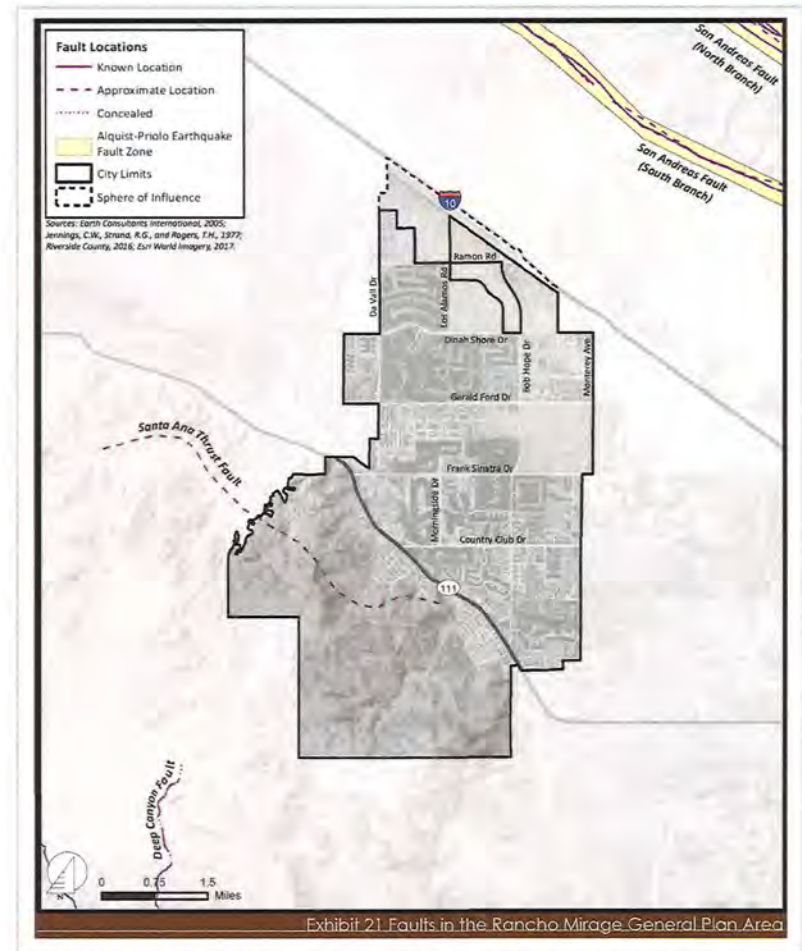 Fault Locations
Known Location
Approximate Location
Concealed
Alquist-Priolo Earthquake
Fault Zone
City Limits
Sphere of Influence
Sources: Earth Consultants International, 2005;
Jennings, C.W., Strand, R.G., and Rogers, T.H., 1977;
Riverside County, 2016; Esri World Imagery, 2017.
San Andreas Fault
(North Branch)
San Andreas Fault
(South Branch)
10
Ramon Rd
Da Vall Dr
Los Alamos Rd
Dinah Shore Dr
Bob Hope Dr
Monterey Ave
Gerald Ford Dr
Santa Ana Thrust Fault
Frank Sinatra Dr
Morningside Dr
Country Club Dr
111
Deep Canyon Fault
N
0 0.75 1.5
Miles
Exhibit 21 Faults in the Rancho Mirage General Plan Area